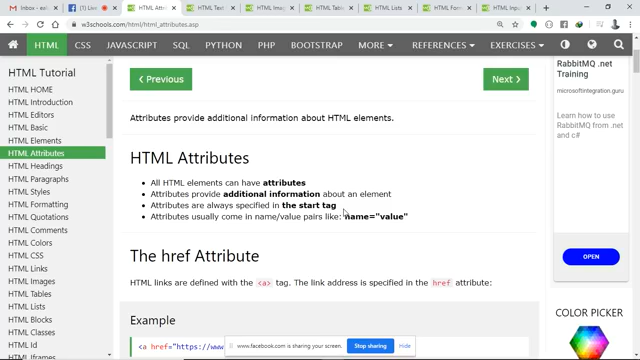 Inbox
Live
HTML Att
HTML Text
HTML Ima
HTML Tabl
HTML Lists
HTML Form
HTML Inpu
w3schools.com/html/html_attributes.asp
HTML CSS JAVASCRIPT SQL PYTHON PHP BOOTSTRAP MORE REFERENCES EXERCISES
HTML Tutorial
HTML HOME
HTML Introduction
HTML Editors
HTML Basic
HTML Elements
HTML Attributes
HTML Headings
HTML Paragraphs
HTML Styles
HTML Formatting
HTML Quotations
HTML Comments
HTML Colors
HTML CSS
HTML Links
HTML Images
HTML Tables
HTML Lists
HTML Blocks
HTML Classes
HTML Id
HTML Iframes
❮ Previous
Next ❯
Attributes provide additional information about HTML elements.
HTML Attributes
• All HTML elements can have attributes
• Attributes provide additional information about an element
• Attributes are always specified in the start tag
• Attributes usually come in name/value pairs like: name="value"
The href Attribute
HTML links are defined with the <a> tag. The link address is specified in the href attribute:
Example
<a href="https://www
www.facebook.com is sharing your screen.
Stop sharing
Hide
RabbitMQ .net
Training
microsoftintegration.guru
Learn how to use
RabbitMQ from .net
and c#
OPEN
COLOR PICKER